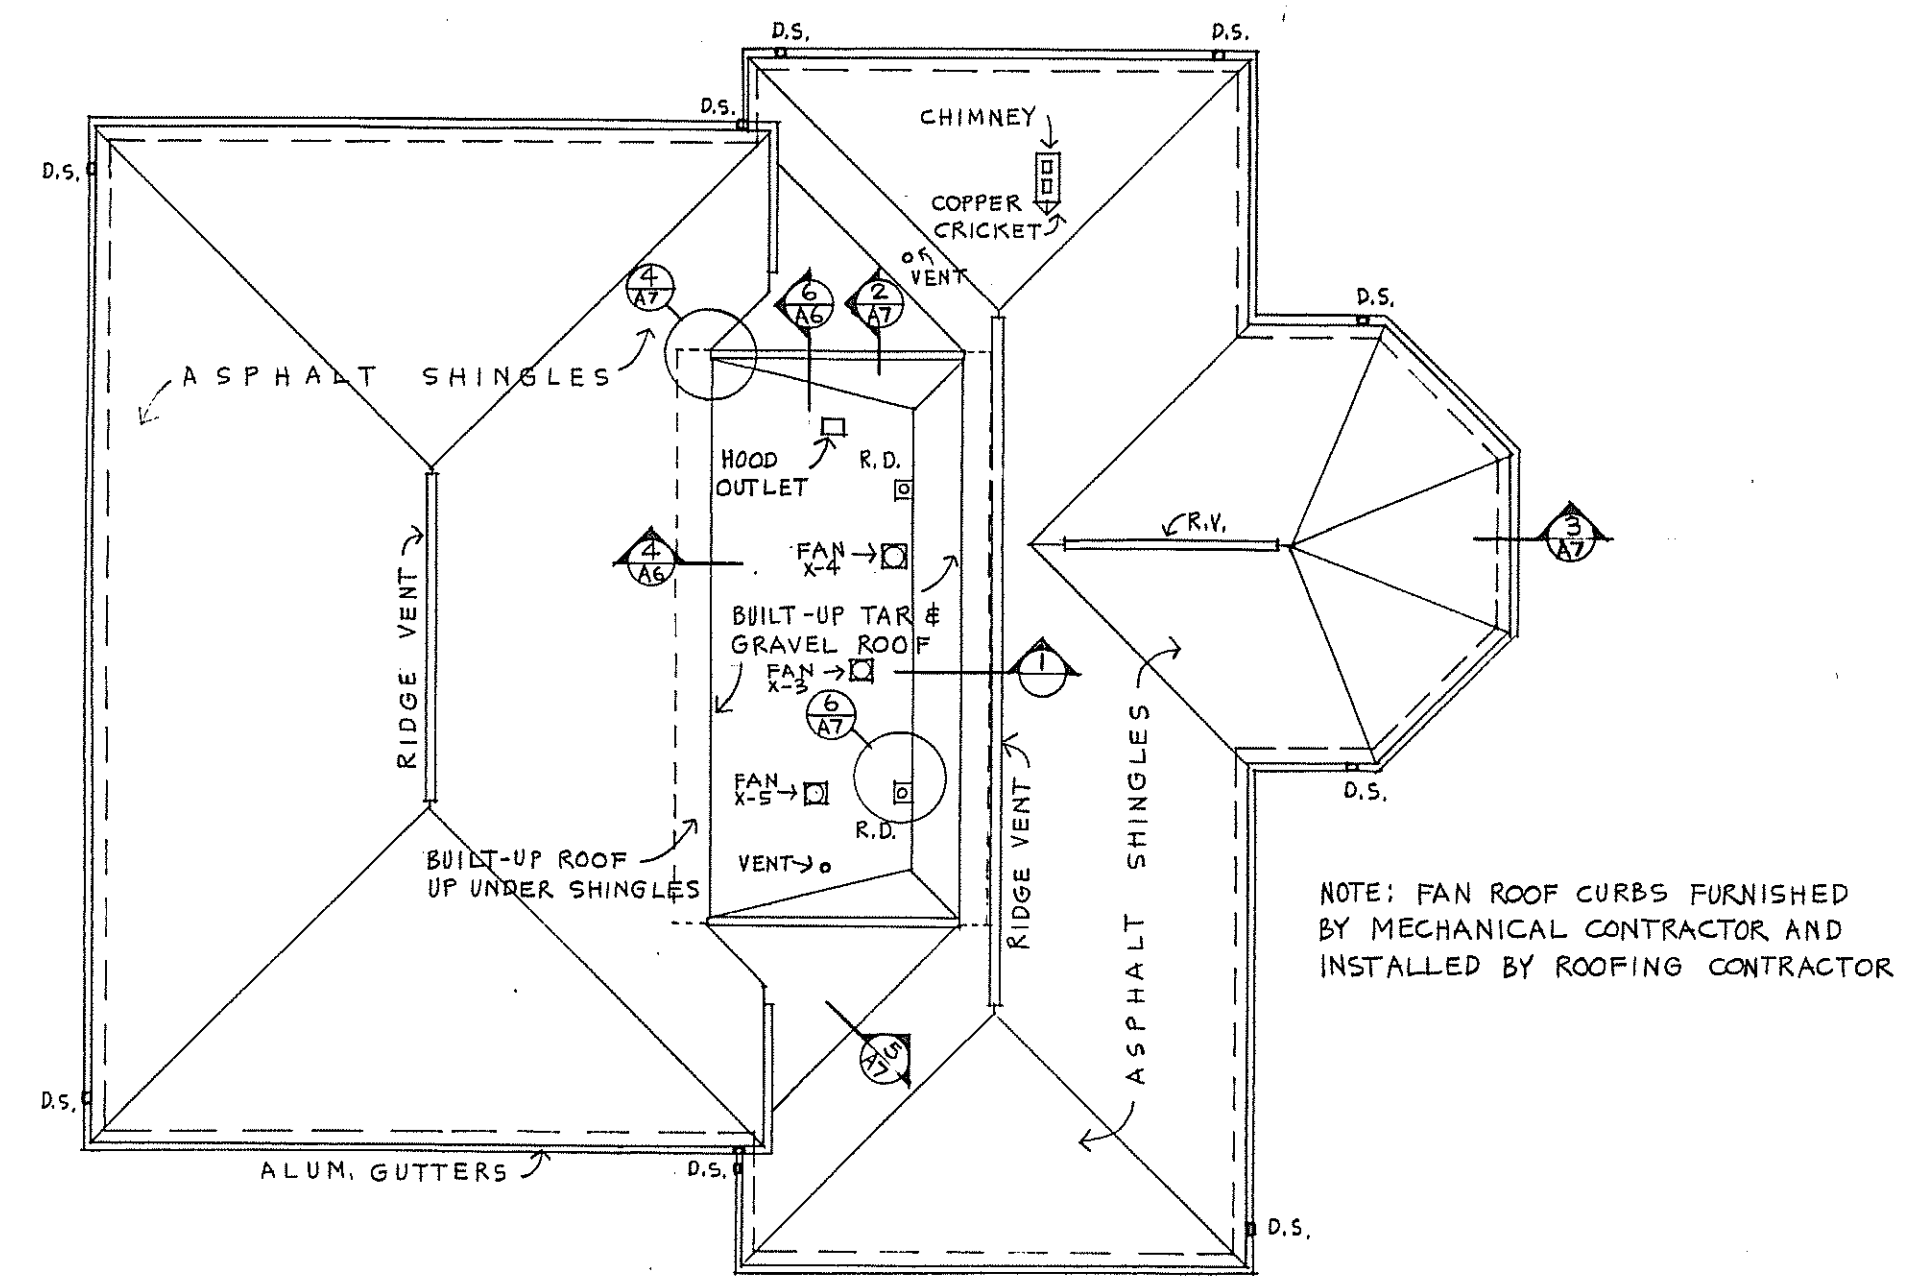 D.S.
D.S.
D.S.
CHIMNEY
D.S.
COPPER
CRICKET
VENT
4
A7
6
A6
2
A7
D.S.
ASPHALT SHINGLES
HOOD
OUTLET
R.D.
R.V.
3
A7
4
A6
FAN
X-4
RIDGE VENT
BUILT-UP TAR &
GRAVEL ROOF
FAN
X-3
1
6
A7
FAN
X-5
R.D.
D.S.
RIDGE VENT
ASPHALT SHINGLES
BUILT-UP ROOF
UP UNDER SHINGLES
VENT
NOTE: FAN ROOF CURBS FURNISHED
BY MECHANICAL CONTRACTOR AND
INSTALLED BY ROOFING CONTRACTOR
5
A7
D.S.
ALUM. GUTTERS
D.S.
D.S.